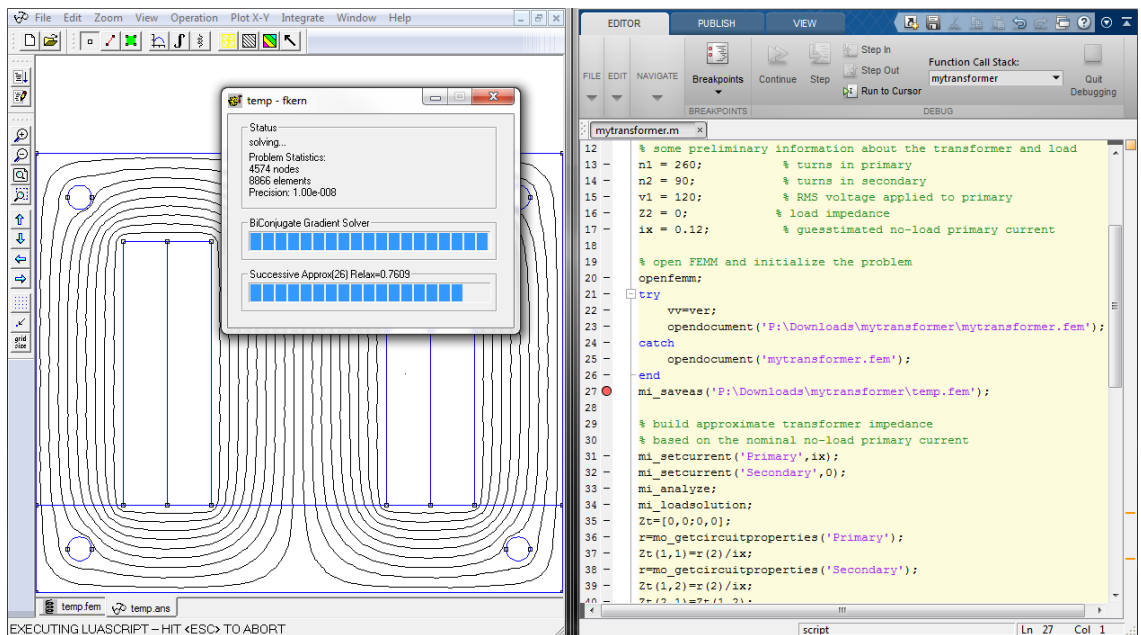 File Edit Zoom View Operation Plot X-Y Integrate Window Help
temp - fkern
Status
solving...
Problem Statistics:
4574 nodes
8866 elements
Precision: 1.00e-008
BiConjugate Gradient Solver
Successive Approx(26) Relax=0.7609
grid
size
temp.fem temp.ans
EXECUTING LUASCRIPT -- HIT <ESC> TO ABORT
EDITOR PUBLISH VIEW
FILE EDIT NAVIGATE Breakpoints Continue Step
Step In
Step Out
Run to Cursor
Function Call Stack:
mytransformer
Quit
Debugging
BREAKPOINTS DEBUG
mytransformer.m ×
12 % some preliminary information about the transformer and load
13 – n1 = 260; % turns in primary
14 – n2 = 90; % turns in secondary
15 – v1 = 120; % RMS voltage applied to primary
16 – Z2 = 0; % load impedance
17 – ix = 0.12; % guesstimated no-load primary current
18
19 % open FEMM and initialize the problem
20 – openfemm;
21 – try
22 – vv=ver;
23 – opendocument('P:\Downloads\mytransformer\mytransformer.fem');
24 – catch
25 – opendocument('mytransformer.fem');
26 – end
27 mi_saveas('P:\Downloads\mytransformer\temp.fem');
28
29 % build approximate transformer impedance
30 % based on the nominal no-load primary current
31 – mi_setcurrent('Primary',ix);
32 – mi_setcurrent('Secondary',0);
33 – mi_analyze;
34 – mi_loadsolution;
35 – Zt=[0,0;0,0];
36 – r=mo_getcircuitproperties('Primary');
37 – Zt(1,1)=r(2)/ix;
38 – r=mo_getcircuitproperties('Secondary');
39 – Zt(1,2)=r(2)/ix;
40 – Zt(2,1)=Zt(1,2);
script Ln 27 Col 1